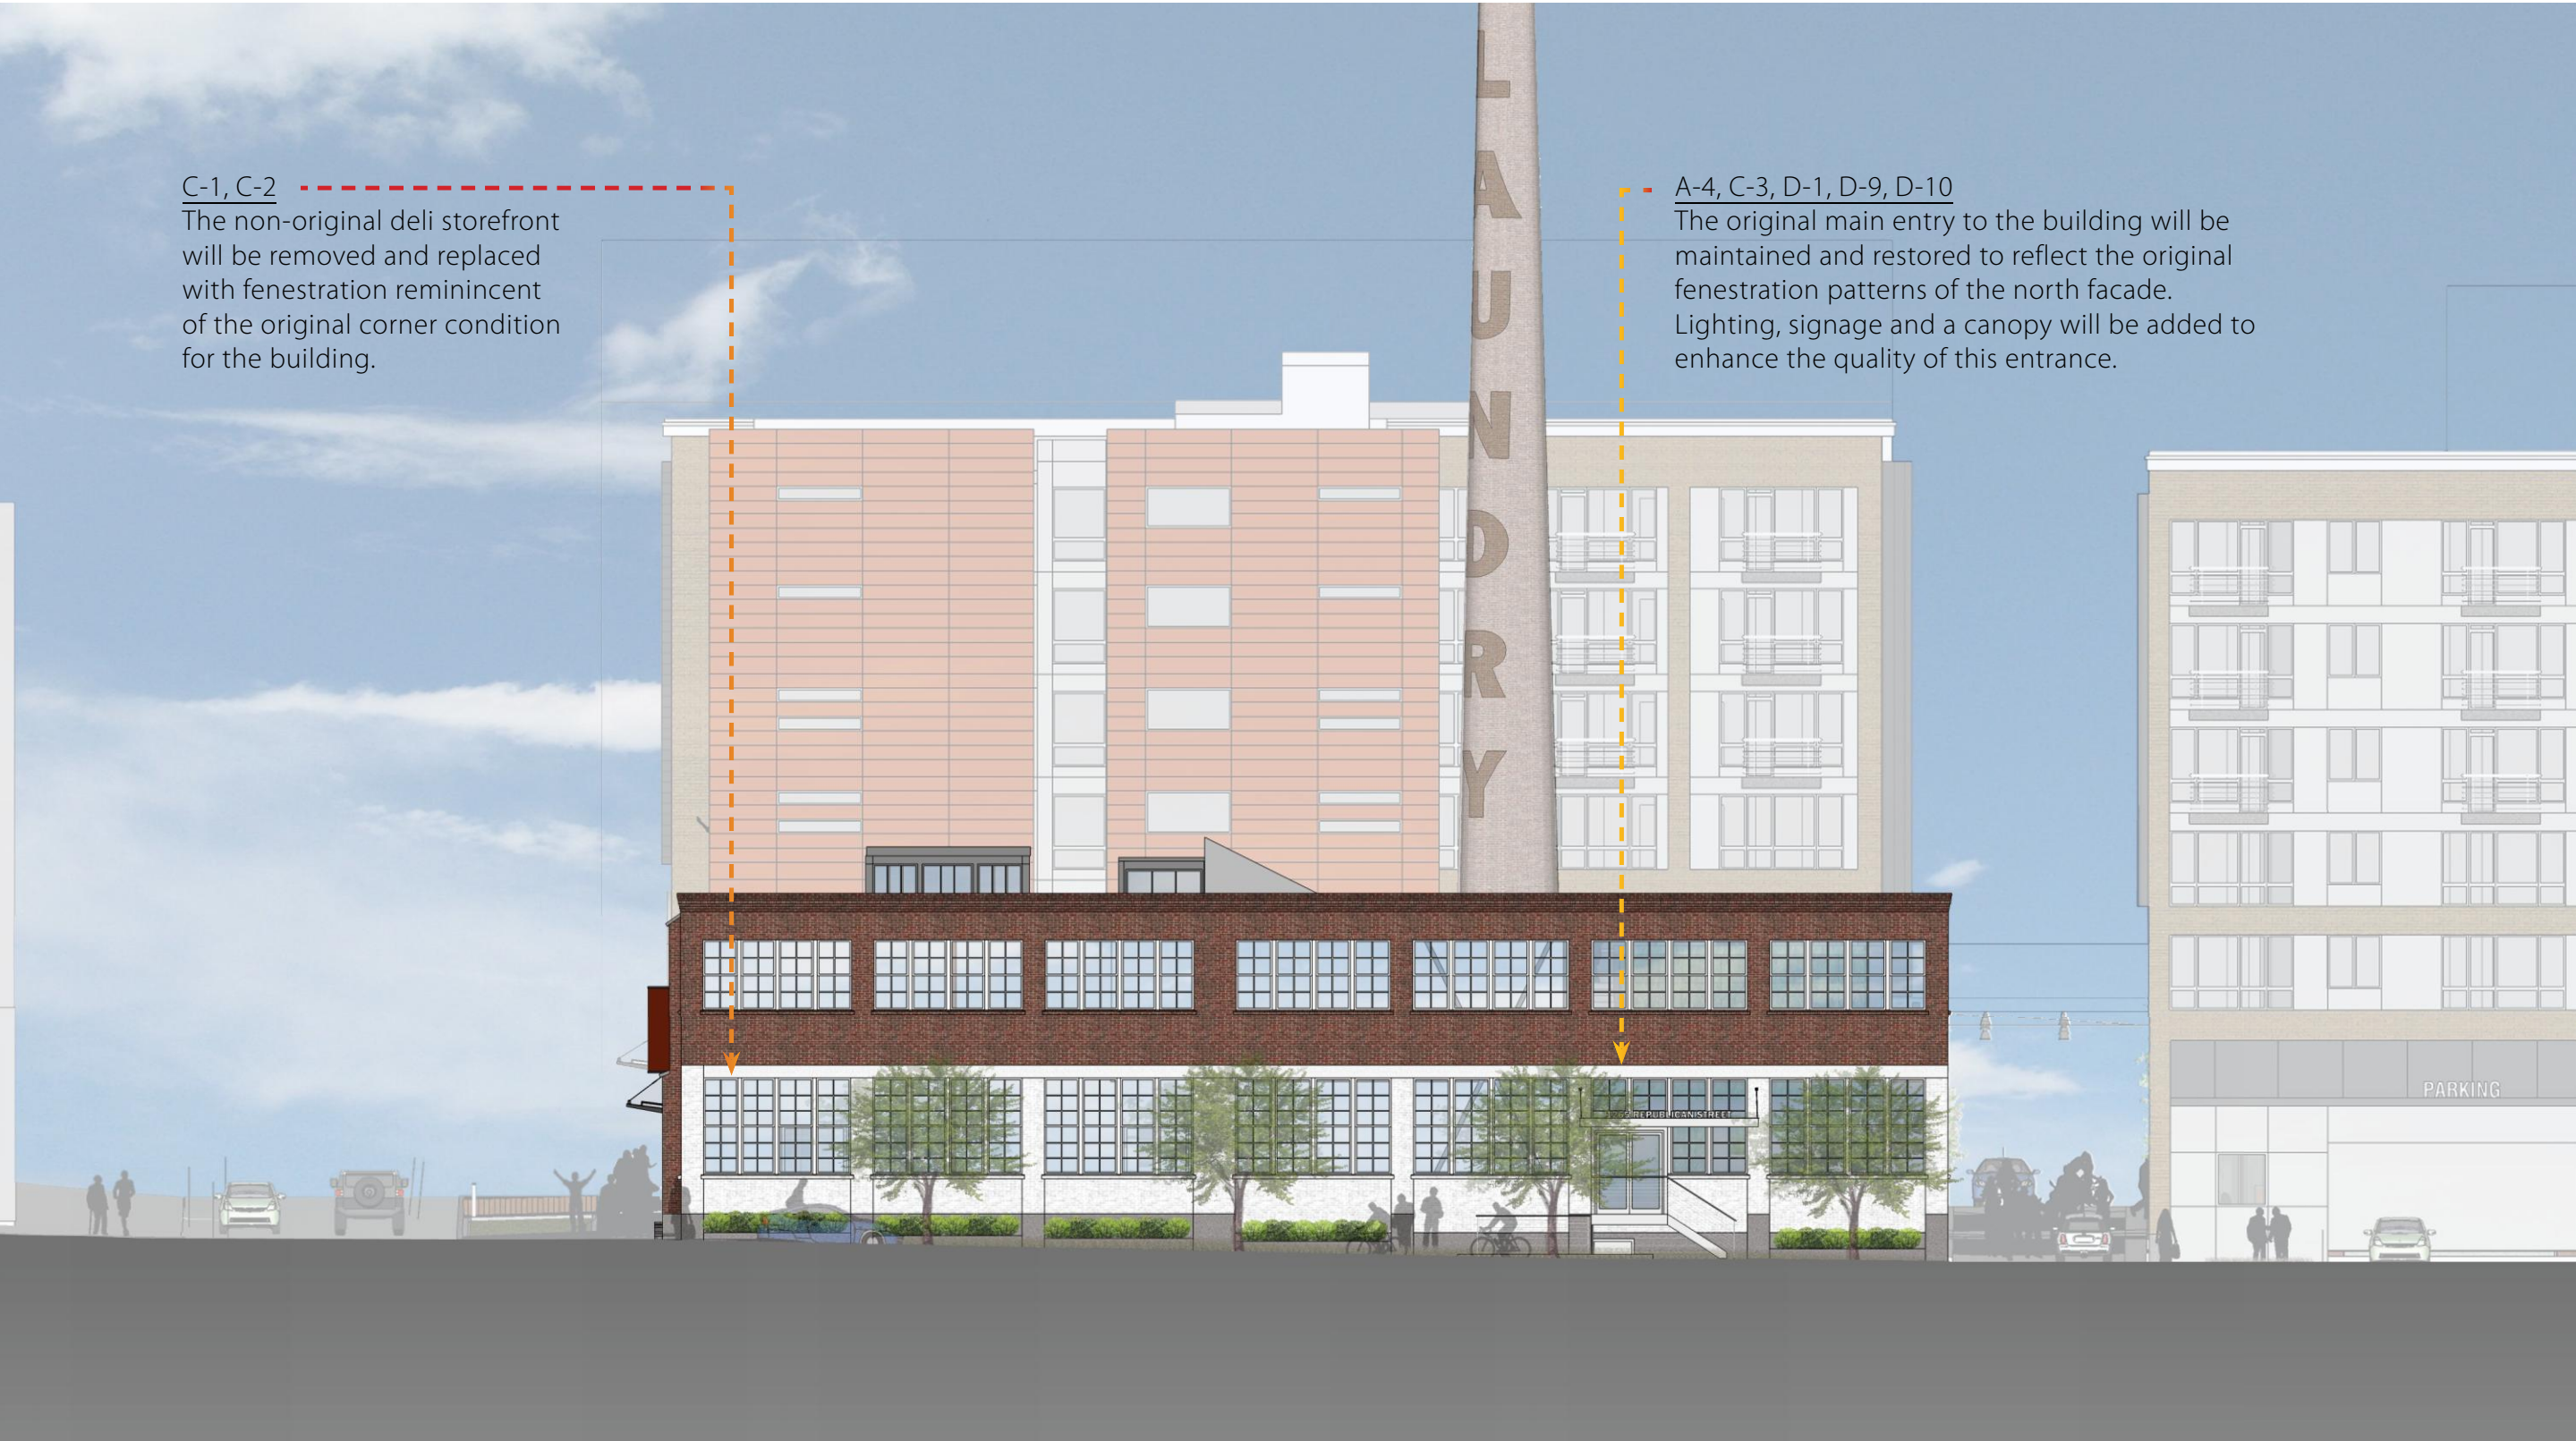 C-1, C-2
The non-original deli storefront
will be removed and replaced
with fenestration reminincent
of the original corner condition
for the building.
A-4, C-3, D-1, D-9, D-10
The original main entry to the building will be
maintained and restored to reflect the original
fenestration patterns of the north facade.
Lighting, signage and a canopy will be added to
enhance the quality of this entrance.
L
A
U
N
D
R
Y
REPUBLICAN STREET
PARKING